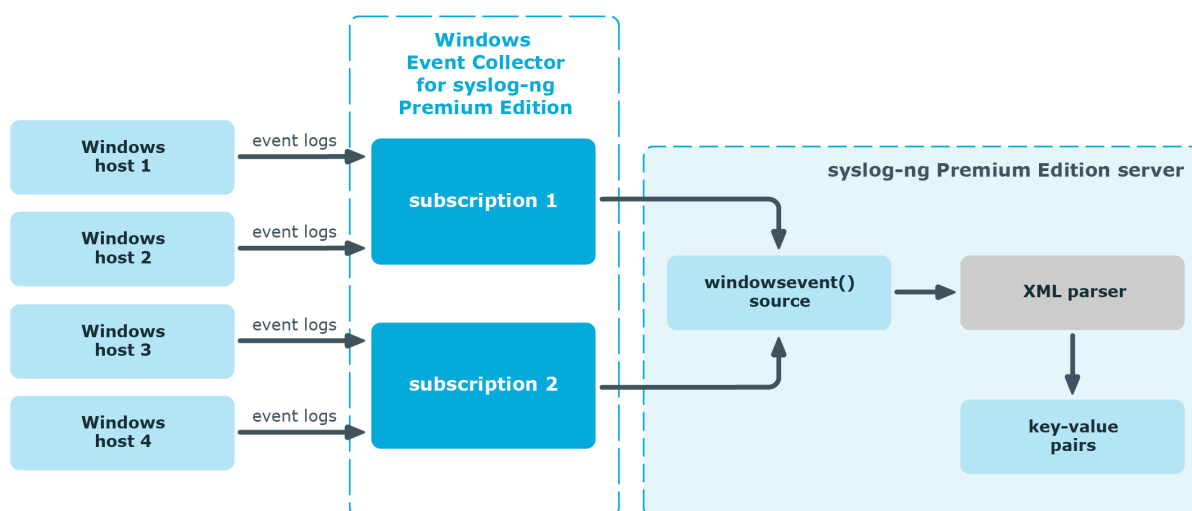 Windows
Event Collector
for syslog-ng
Premium Edition
Windows
host 1
event logs
subscription 1
Windows
host 2
event logs
Windows
host 3
event logs
subscription 2
Windows
host 4
event logs
syslog-ng Premium Edition server
windowsevent()
source
XML parser
key-value
pairs